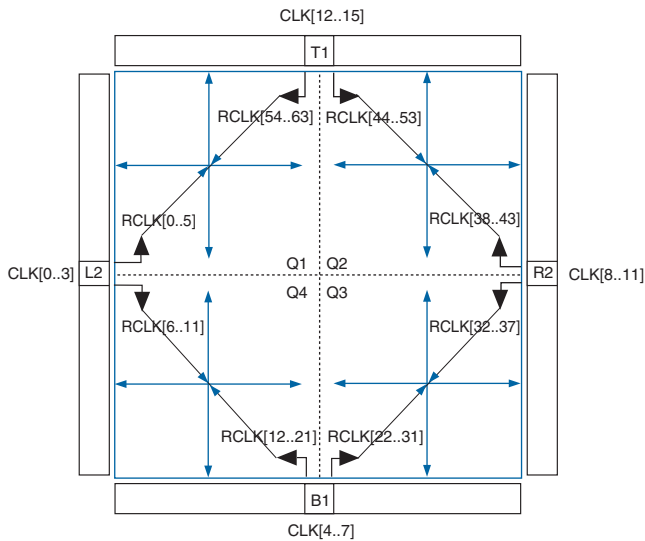 CLK[12..15]
T1
RCLK[54..63]
RCLK[44..53]
RCLK[0..5]
RCLK[38..43]
Q1
Q2
CLK[0..3]
L2
R2
CLK[8..11]
Q4
Q3
RCLK[6..11]
RCLK[32..37]
RCLK[12..21]
RCLK[22..31]
B1
CLK[4..7]